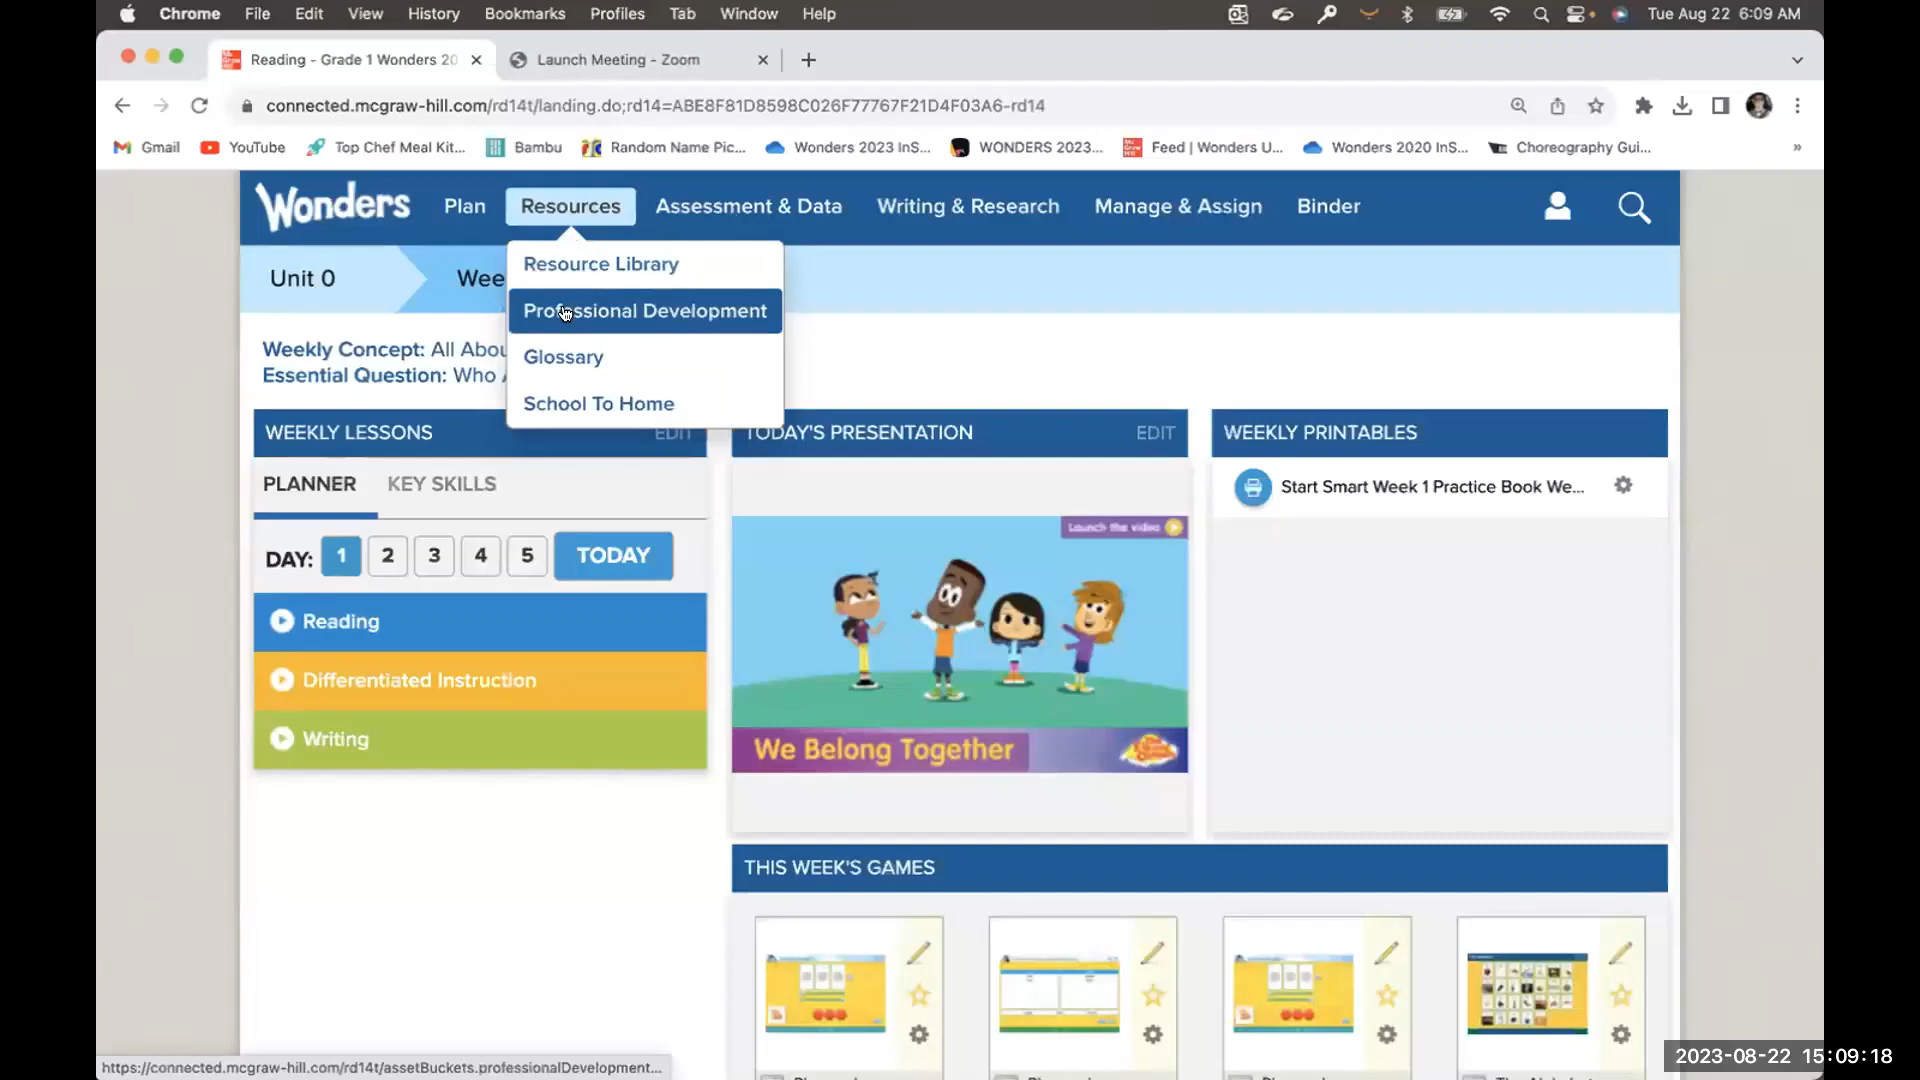 Chrome File Edit View History Bookmarks Profiles Tab Window Help Tue Aug 22 6:09 AM
Reading - Grade 1 Wonders 20 Launch Meeting - Zoom
connected.mcgraw-hill.com/rd14t/landing.do;rd14=ABE8F81D8598C026F77767F21D4F03A6-rd14
Gmail YouTube Top Chef Meal Kit... Bambu Random Name Pic... Wonders 2023 InS... WONDERS 2023... Feed | Wonders U... Wonders 2020 InS... Choreography Gui... »
Wonders Plan Resources Assessment & Data Writing & Research Manage & Assign Binder
Resource Library
Unit 0 Wee
Professional Development
Weekly Concept: All Abou
Glossary
Essential Question: Who
School To Home
WEEKLY LESSONS EDIT TODAY'S PRESENTATION EDIT WEEKLY PRINTABLES
PLANNER KEY SKILLS
Start Smart Week 1 Practice Book We...
Launch the video
DAY: 1 2 3 4 5 TODAY
Reading
Differentiated Instruction
Writing
We Belong Together
THIS WEEK'S GAMES
https://connected.mcgraw-hill.com/rd14t/assetBuckets.professionalDevelopment...
2023-08-22 15:09:18